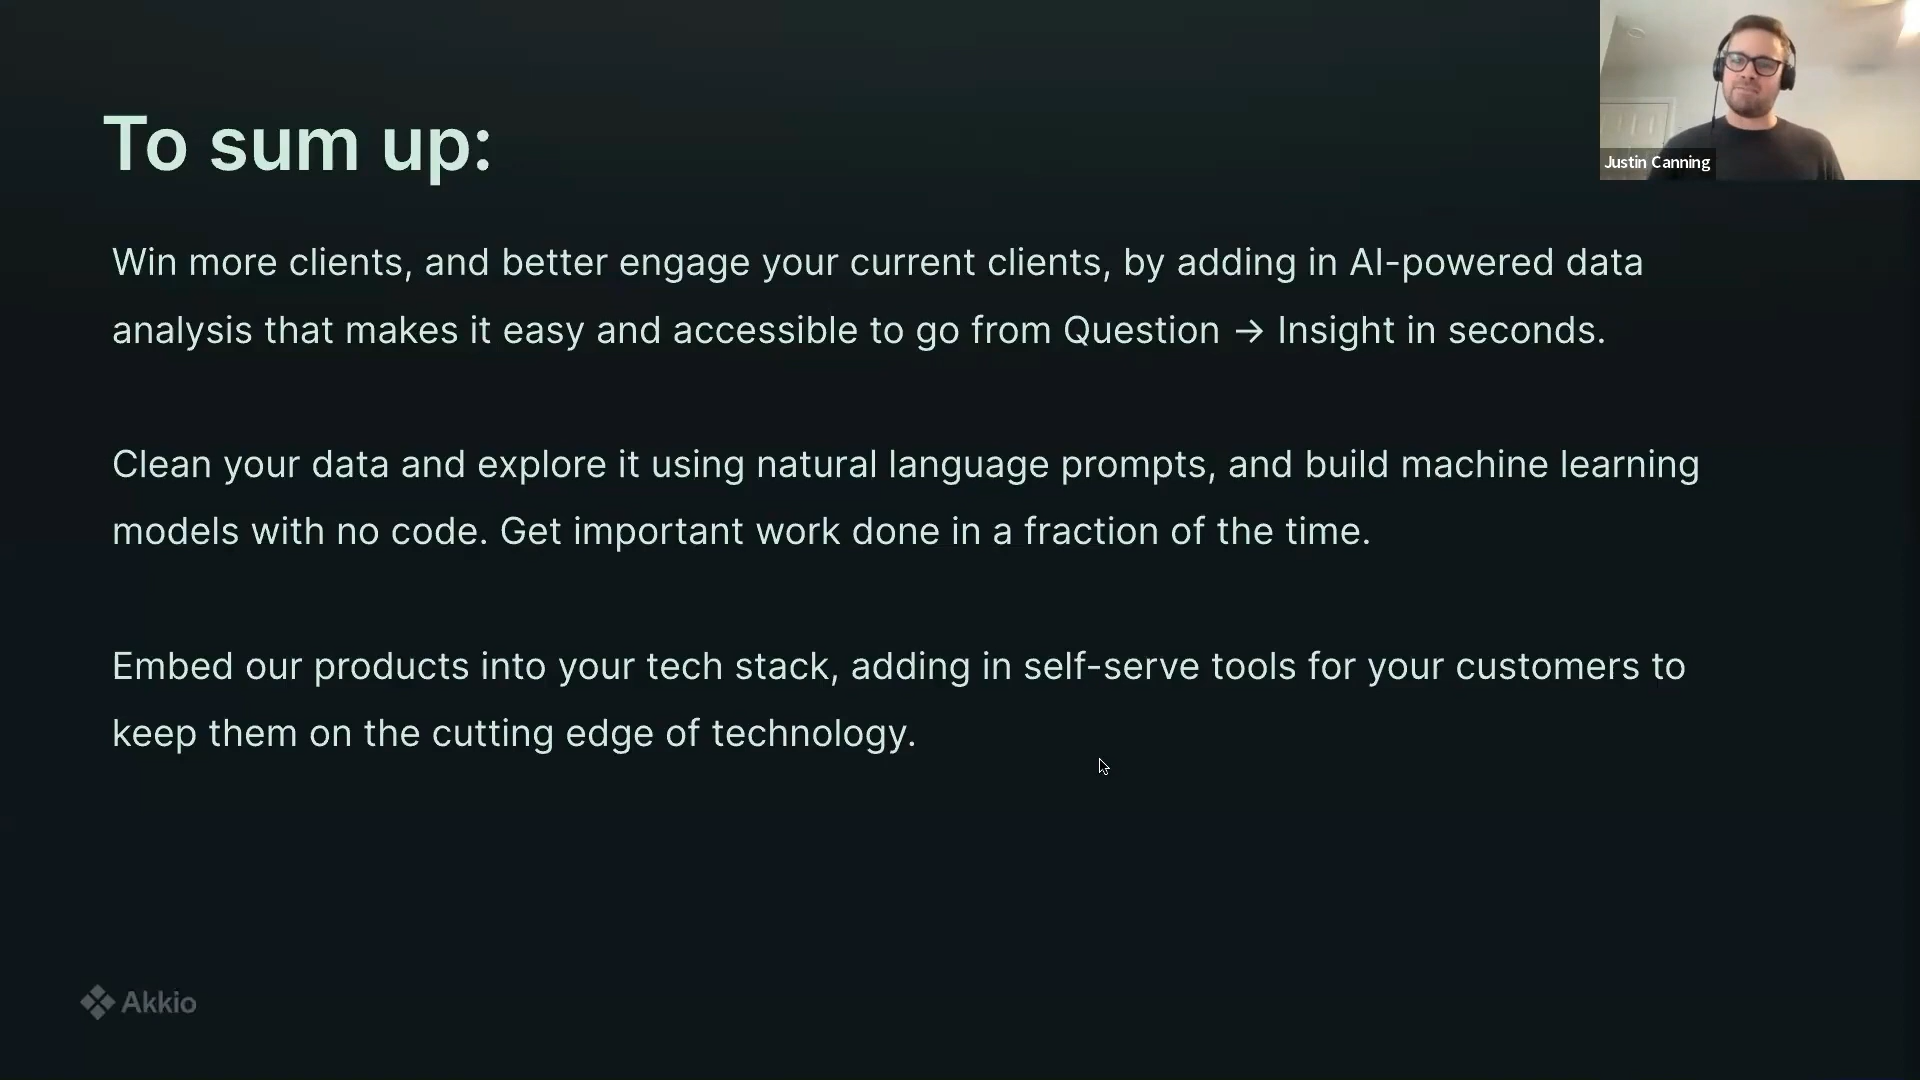 To sum up:
Justin Canning
Win more clients, and better engage your current clients, by adding in AI-powered data
analysis that makes it easy and accessible to go from Question → Insight in seconds.
Clean your data and explore it using natural language prompts, and build machine learning
models with no code. Get important work done in a fraction of the time.
Embed our products into your tech stack, adding in self-serve tools for your customers to
keep them on the cutting edge of technology.
Akkio